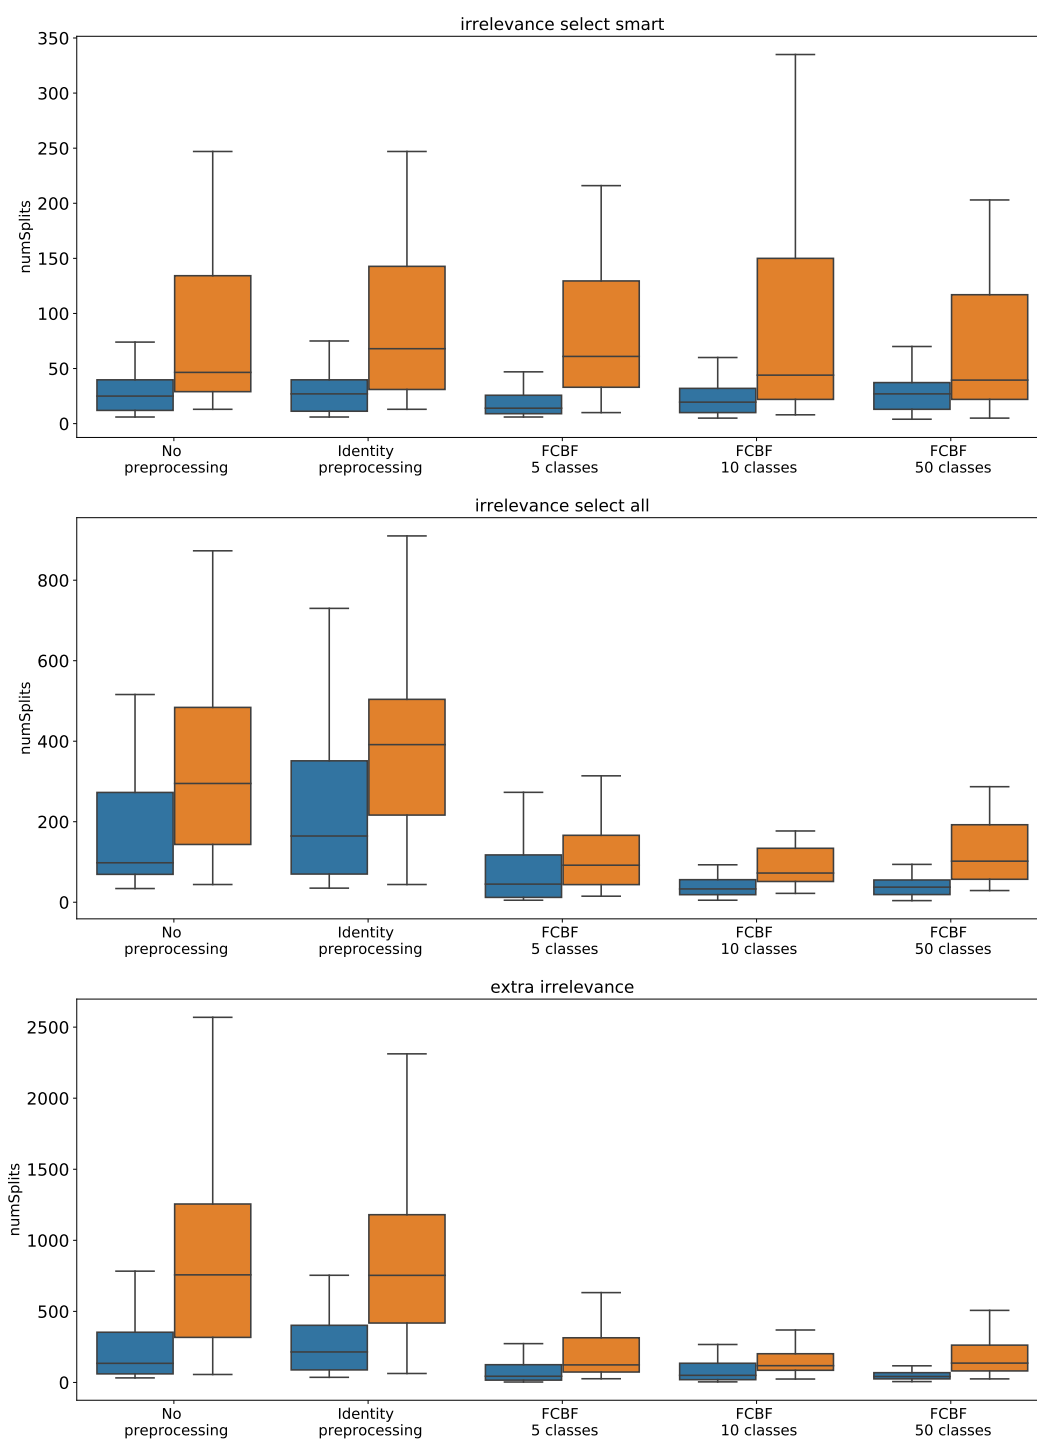 irrelevance select smart
350
300
250
200
150
100
50
0
numSplits
No preprocessing
Identity preprocessing
FCBF 5 classes
FCBF 10 classes
FCBF 50 classes
irrelevance select all
800
600
400
200
0
numSplits
No preprocessing
Identity preprocessing
FCBF 5 classes
FCBF 10 classes
FCBF 50 classes
extra irrelevance
2500
2000
1500
1000
500
0
numSplits
No preprocessing
Identity preprocessing
FCBF 5 classes
FCBF 10 classes
FCBF 50 classes